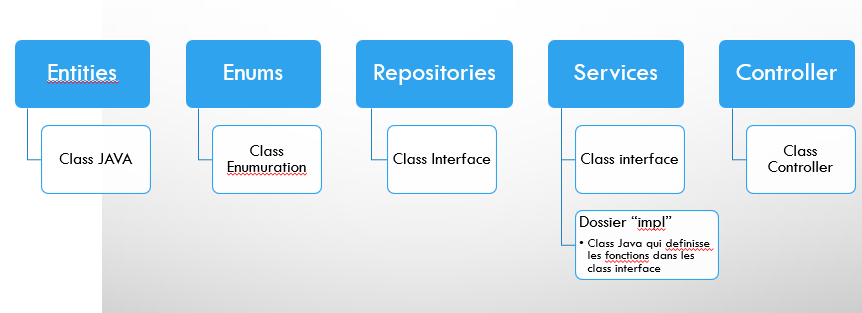 Entities
Enums
Repositories
Services
Controller
Class JAVA
Class
Enumuration
Class Interface
Class interface
Class
Controller
Dossier “impl”
• Class Java qui definisse
les fonctions dans les
class interface